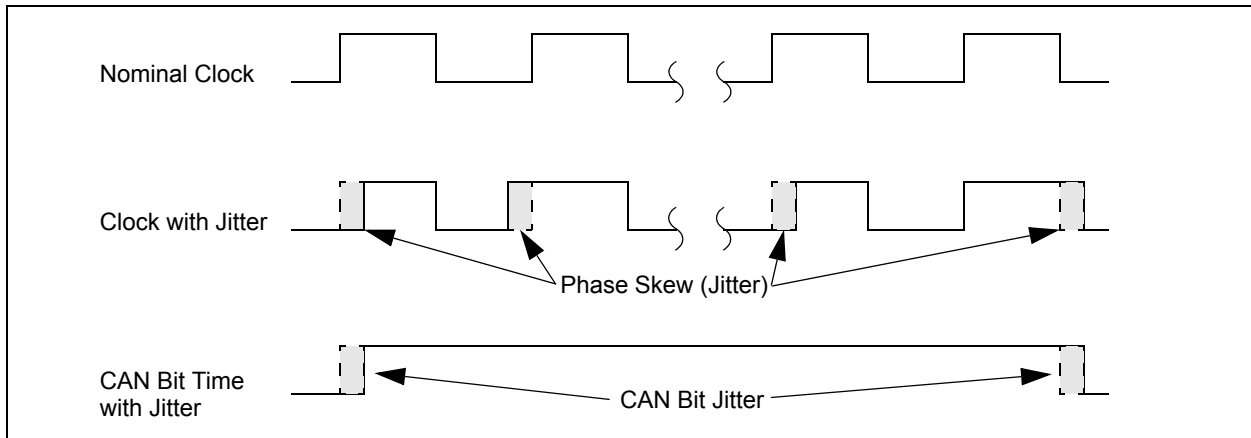 Nominal Clock
Clock with Jitter
Phase Skew (Jitter)
CAN Bit Time
with Jitter
CAN Bit Jitter